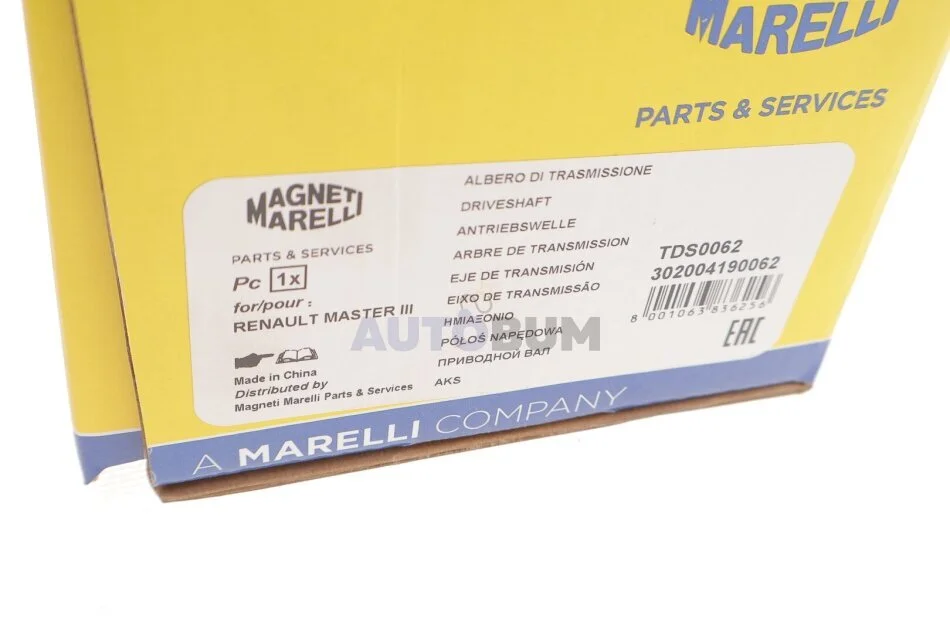 MARELLI
PARTS & SERVICES
MAGNETI
MARELLI
PARTS & SERVICES
Pc 1x
for/pour :
RENAULT MASTER III
Made in China
Distributed by
Magneti Marelli Parts & Services
ALBERO DI TRASMISSIONE
DRIVESHAFT
ANTRIEBSWELLE
ARBRE DE TRANSMISSION
EJE DE TRANSMISIÓN
EIXO DE TRANSMISSÃO
ΗΜΙΑΞΟΝΙΟ
PÓŁOŚ NAPĘDOWA
ПРИВОДНОЙ ВАЛ
AKS
TDS0062
302004190062
8 001063 836256
EAC
AUTOBUM
A MARELLI COMPANY